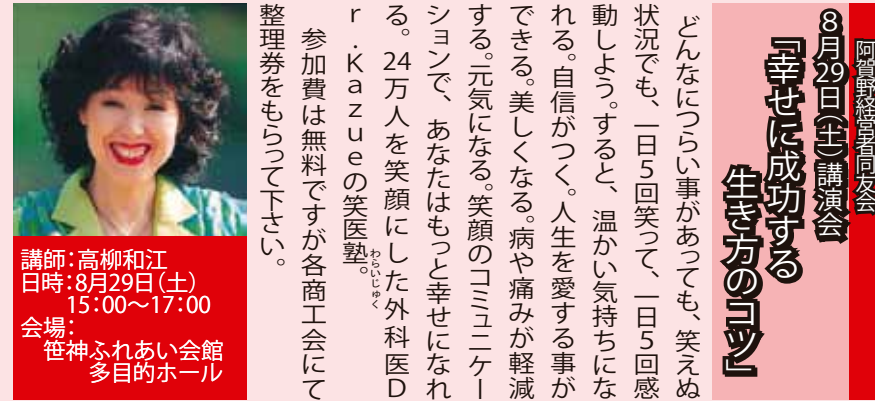 阿賀野経営者同友会
8月29日(土)講演会
「幸せに成功する
生き方のコツ」
どんなにつらい事があっても、笑えぬ
状況でも、一日5回笑って、一日5回感
動しよう。すると、温かい気持ちにな
れる。自信がつく。人生を愛する事が
できる。美しくなる。病や痛みが軽減
する。元気になる。笑顔のコミュニケー
ションで、あなたはもっと幸せになれ
る。24万人を笑顔にした外科医D
r.Kazueの笑医塾。
わらいじゅく
参加費は無料ですが各商工会にて
整理券をもらって下さい。
講師:高柳和江
日時:8月29日(土)
15:00～17:00
会場:
笹神ふれあい会館
多目的ホール